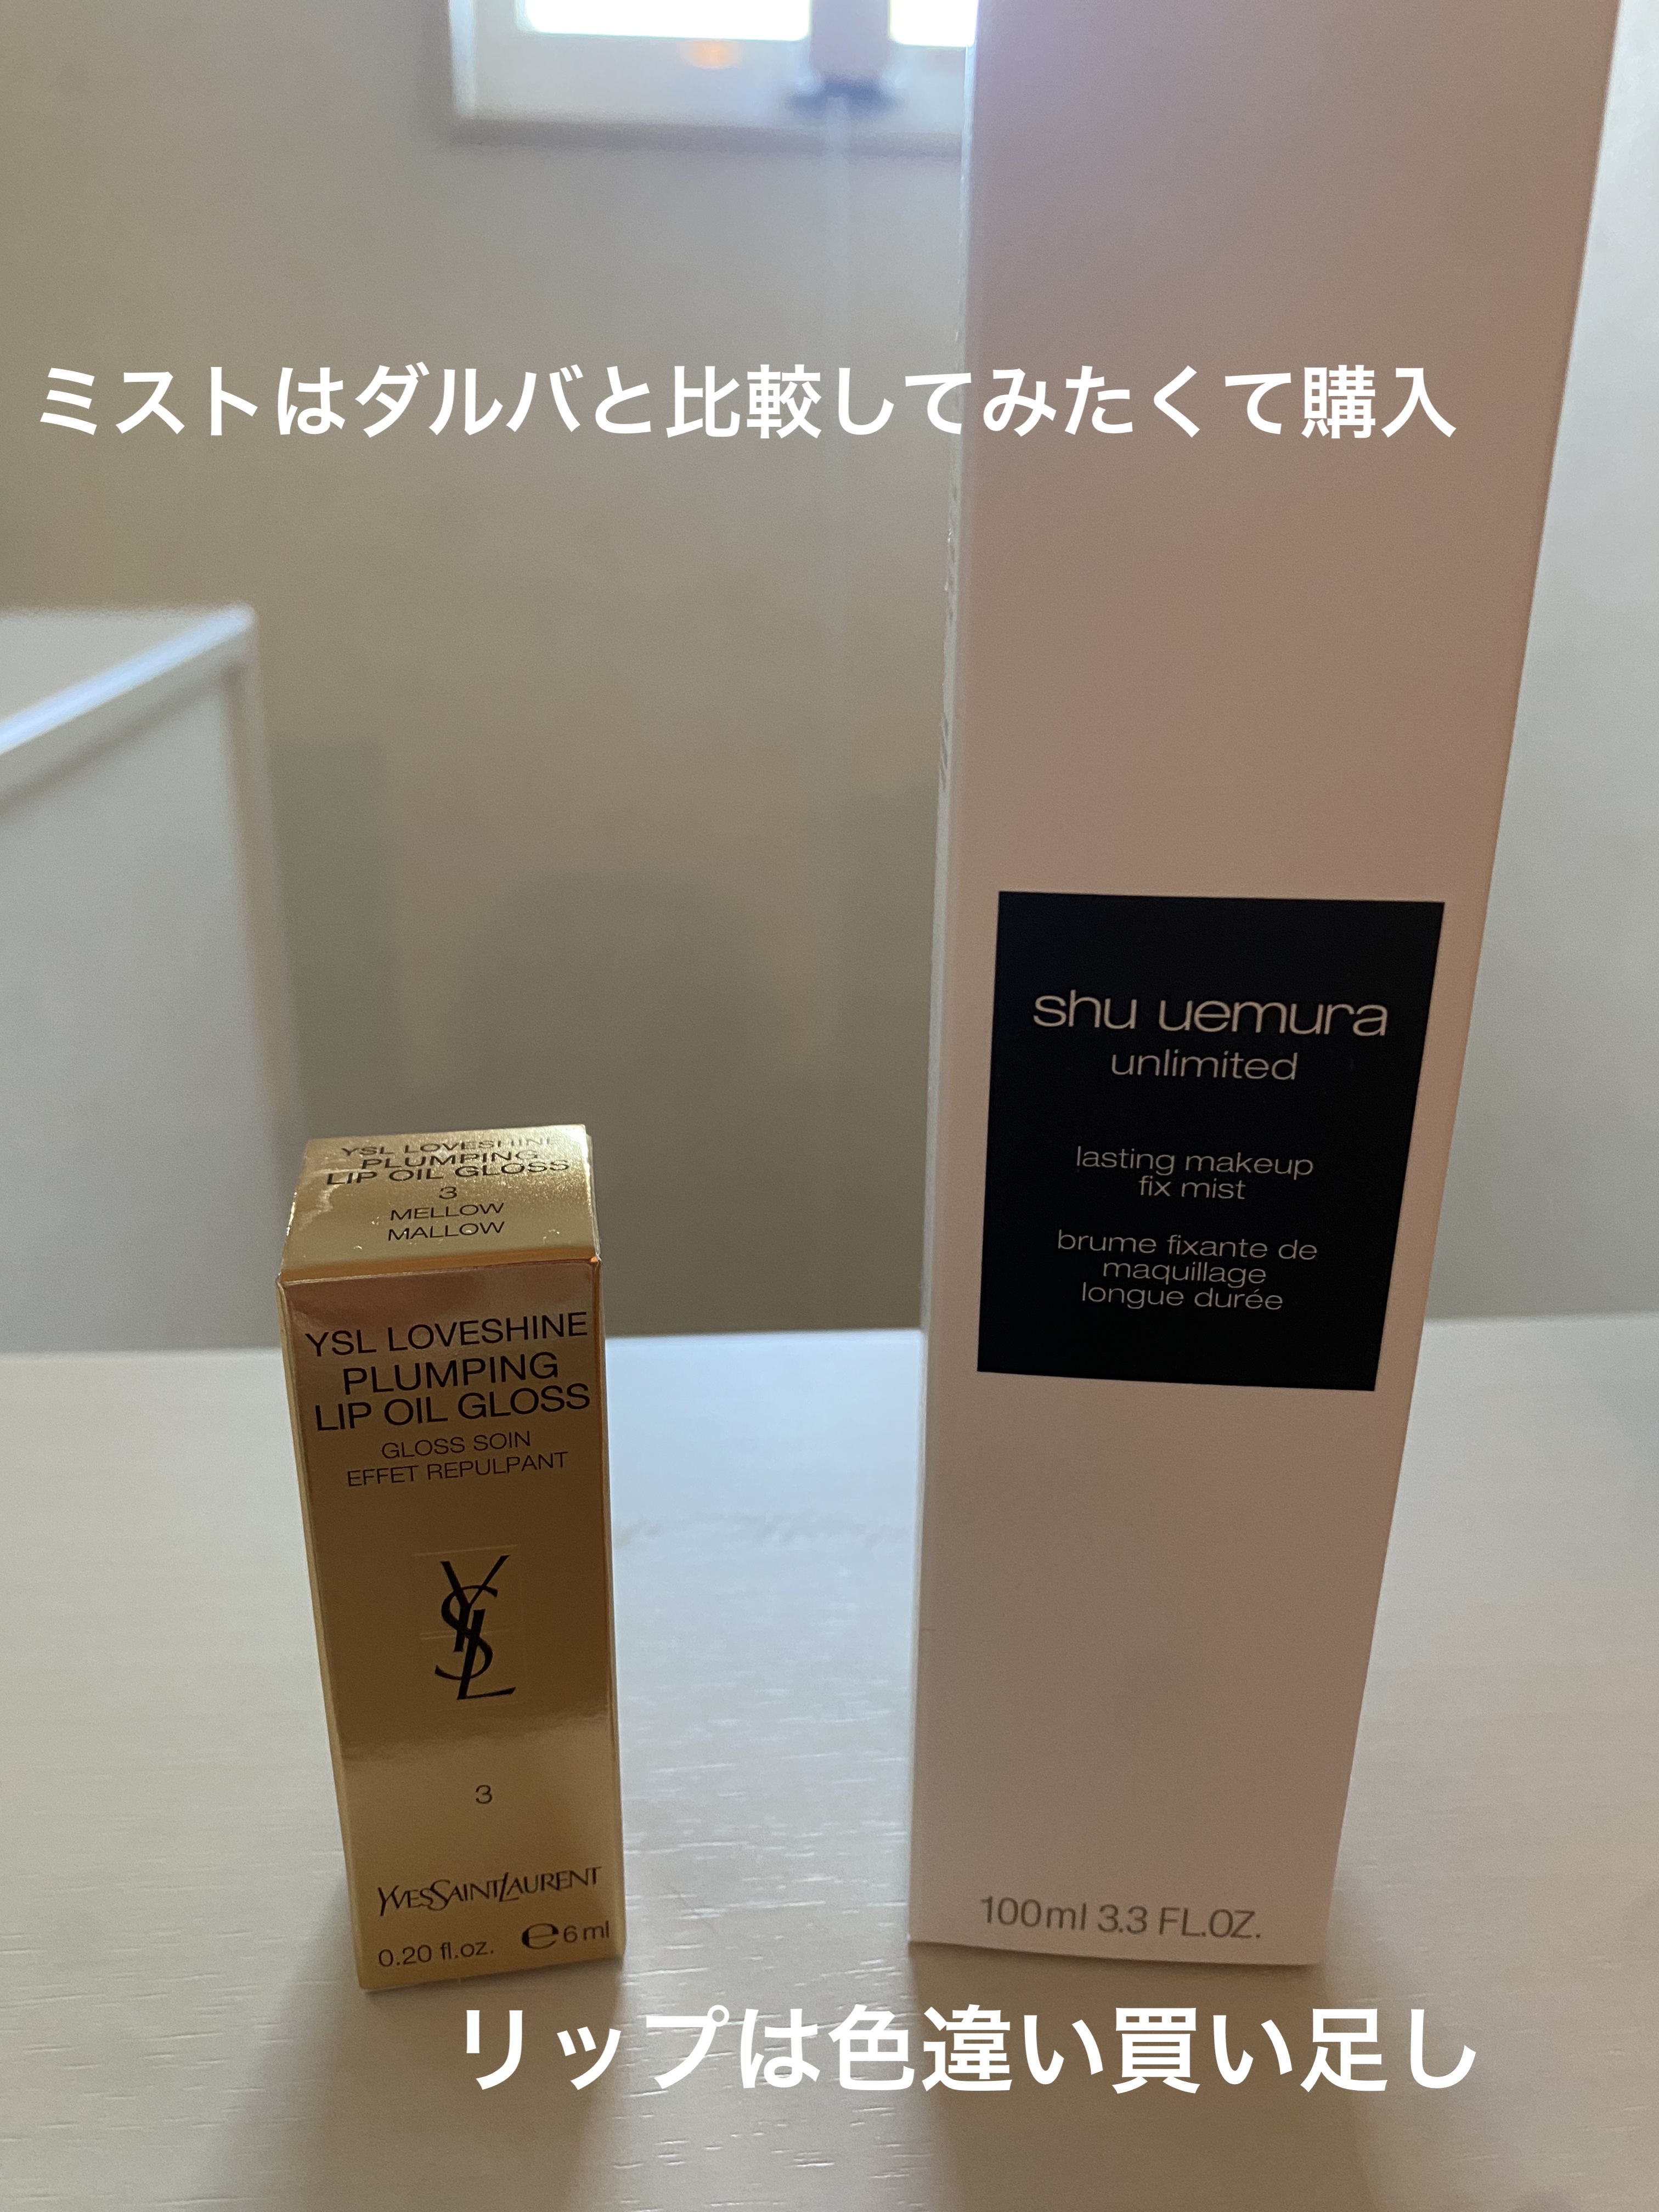 ミストはダルバと比較してみたくて購入
shu uemura
unlimited
lasting makeup
fix mist
brume fixante de
maquillage
longue durée
100ml 3.3 FL.OZ.
YSL LOVESHINE
PLUMPING
LIP OIL GLOSS
3
MELLOW
MALLOW
YSL LOVESHINE
PLUMPING
LIP OIL GLOSS
GLOSS SOIN
EFFET REPULPANT
YSL
3
YVESSAINTLAURENT
0.20 fl.oz. ℮6 ml
リップは色違い買い足し